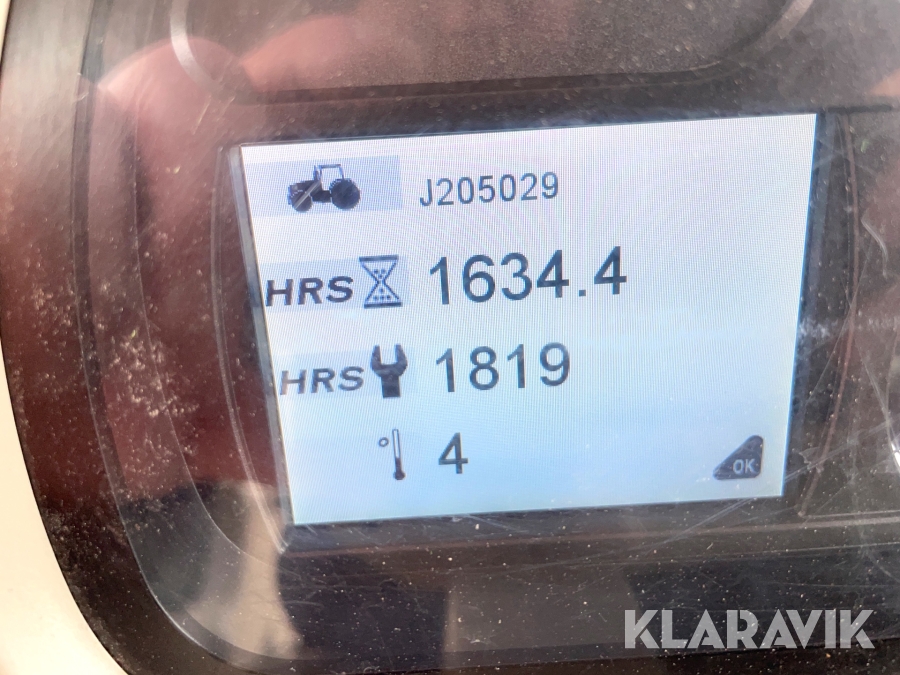 J205029
HRS 1634.4
HRS 1819
° 4
OK
KLARAVIK